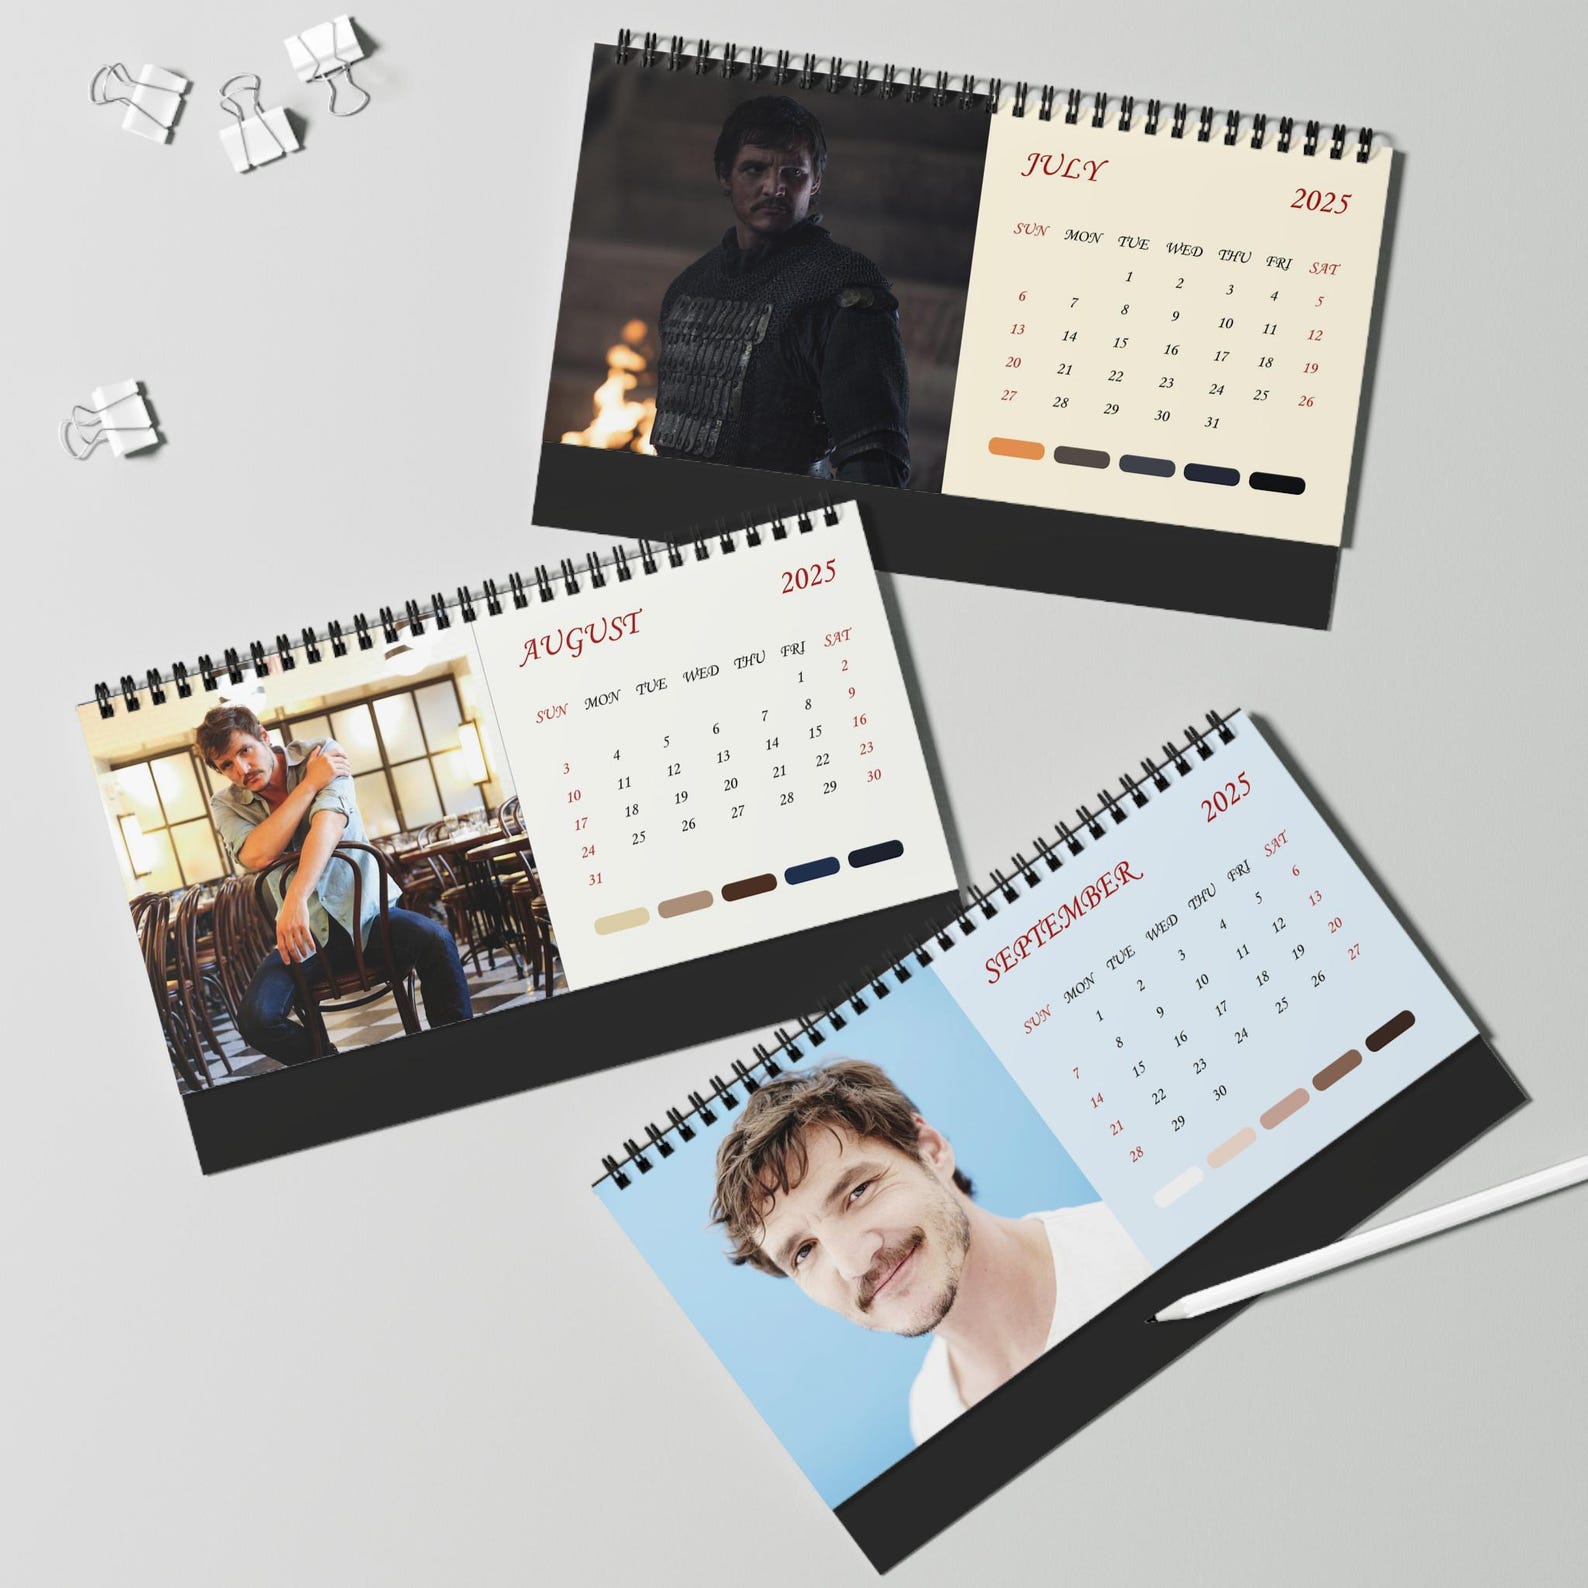 JULY
2025
SUN MON TUE WED THU FRI SAT
1 2 3 4 5
6 7 8 9 10 11 12
13 14 15 16 17 18 19
20 21 22 23 24 25 26
27 28 29 30 31
AUGUST
2025
SUN MON TUE WED THU FRI SAT
1 2
3 4 5 6 7 8 9
10 11 12 13 14 15 16
17 18 19 20 21 22 23
24 25 26 27 28 29 30
31
SEPTEMBER
2025
SUN MON TUE WED THU FRI SAT
1 2 3 4 5 6
7 8 9 10 11 12 13
14 15 16 17 18 19 20
21 22 23 24 25 26 27
28 29 30